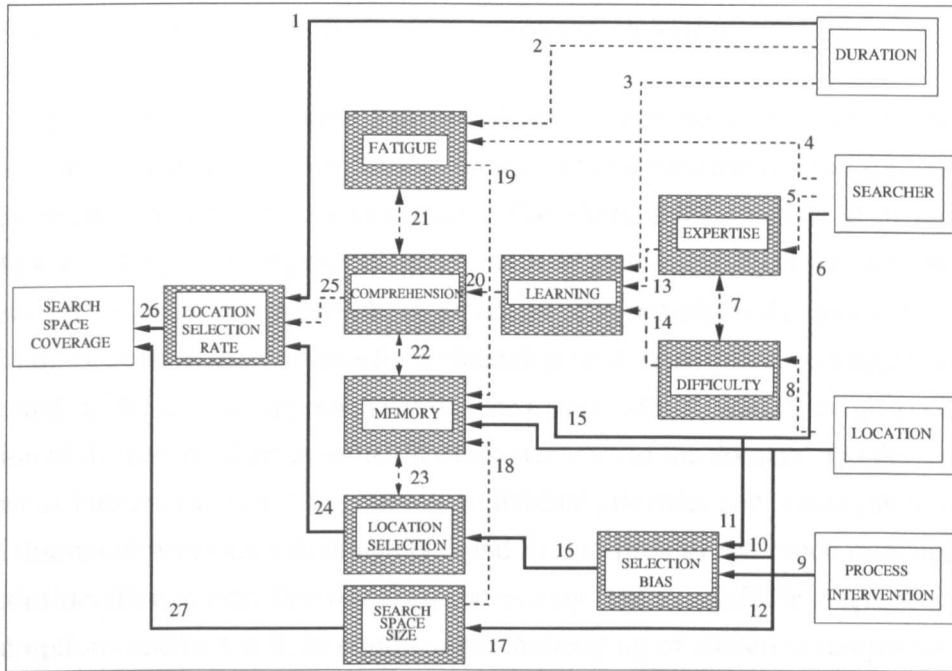 1
2
DURATION
3
FATIGUE
4
19
SEARCHER
5
21
EXPERTISE
6
25
COMPREHENSION
20
LEARNING
13
7
26
SEARCH
SPACE
COVERAGE
LOCATION
SELECTION
RATE
14
22
DIFFICULTY
8
MEMORY
15
LOCATION
18
23
24
LOCATION
SELECTION
16
11
10
SELECTION
BIAS
9
PROCESS
INTERVENTION
27
SEARCH
SPACE
SIZE
17
12